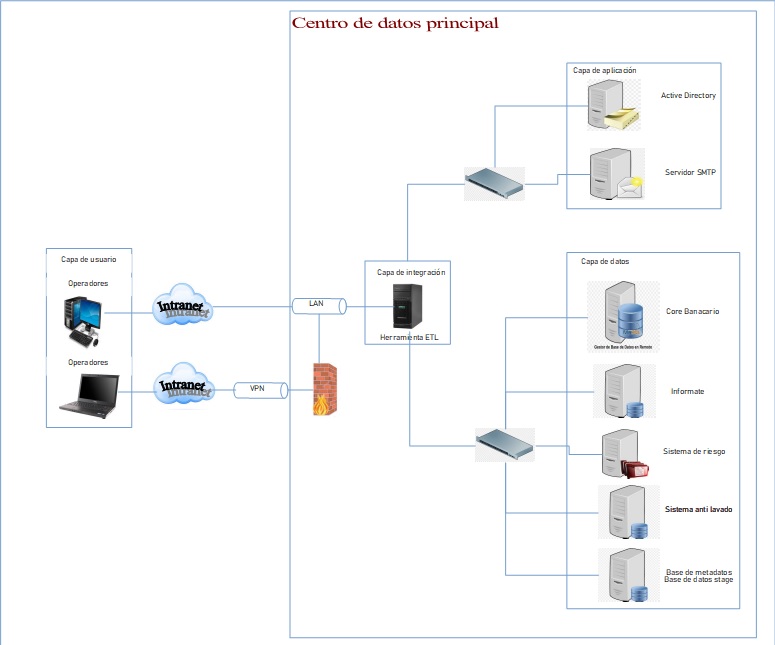 Centro de datos principal
Capa de aplicación
Active Directory
Servidor SMTP
Capa de usuario
Operadores
Intranet
LAN
Capa de integración
Herramienta ETL
Operadores
Intranet
VPN
Capa de datos
Core Banacario
Gestor de Base de Datos en Remoto
Informate
Sistema de riesgo
Sistema anti lavado
Base de metadatos
Base de datos stage